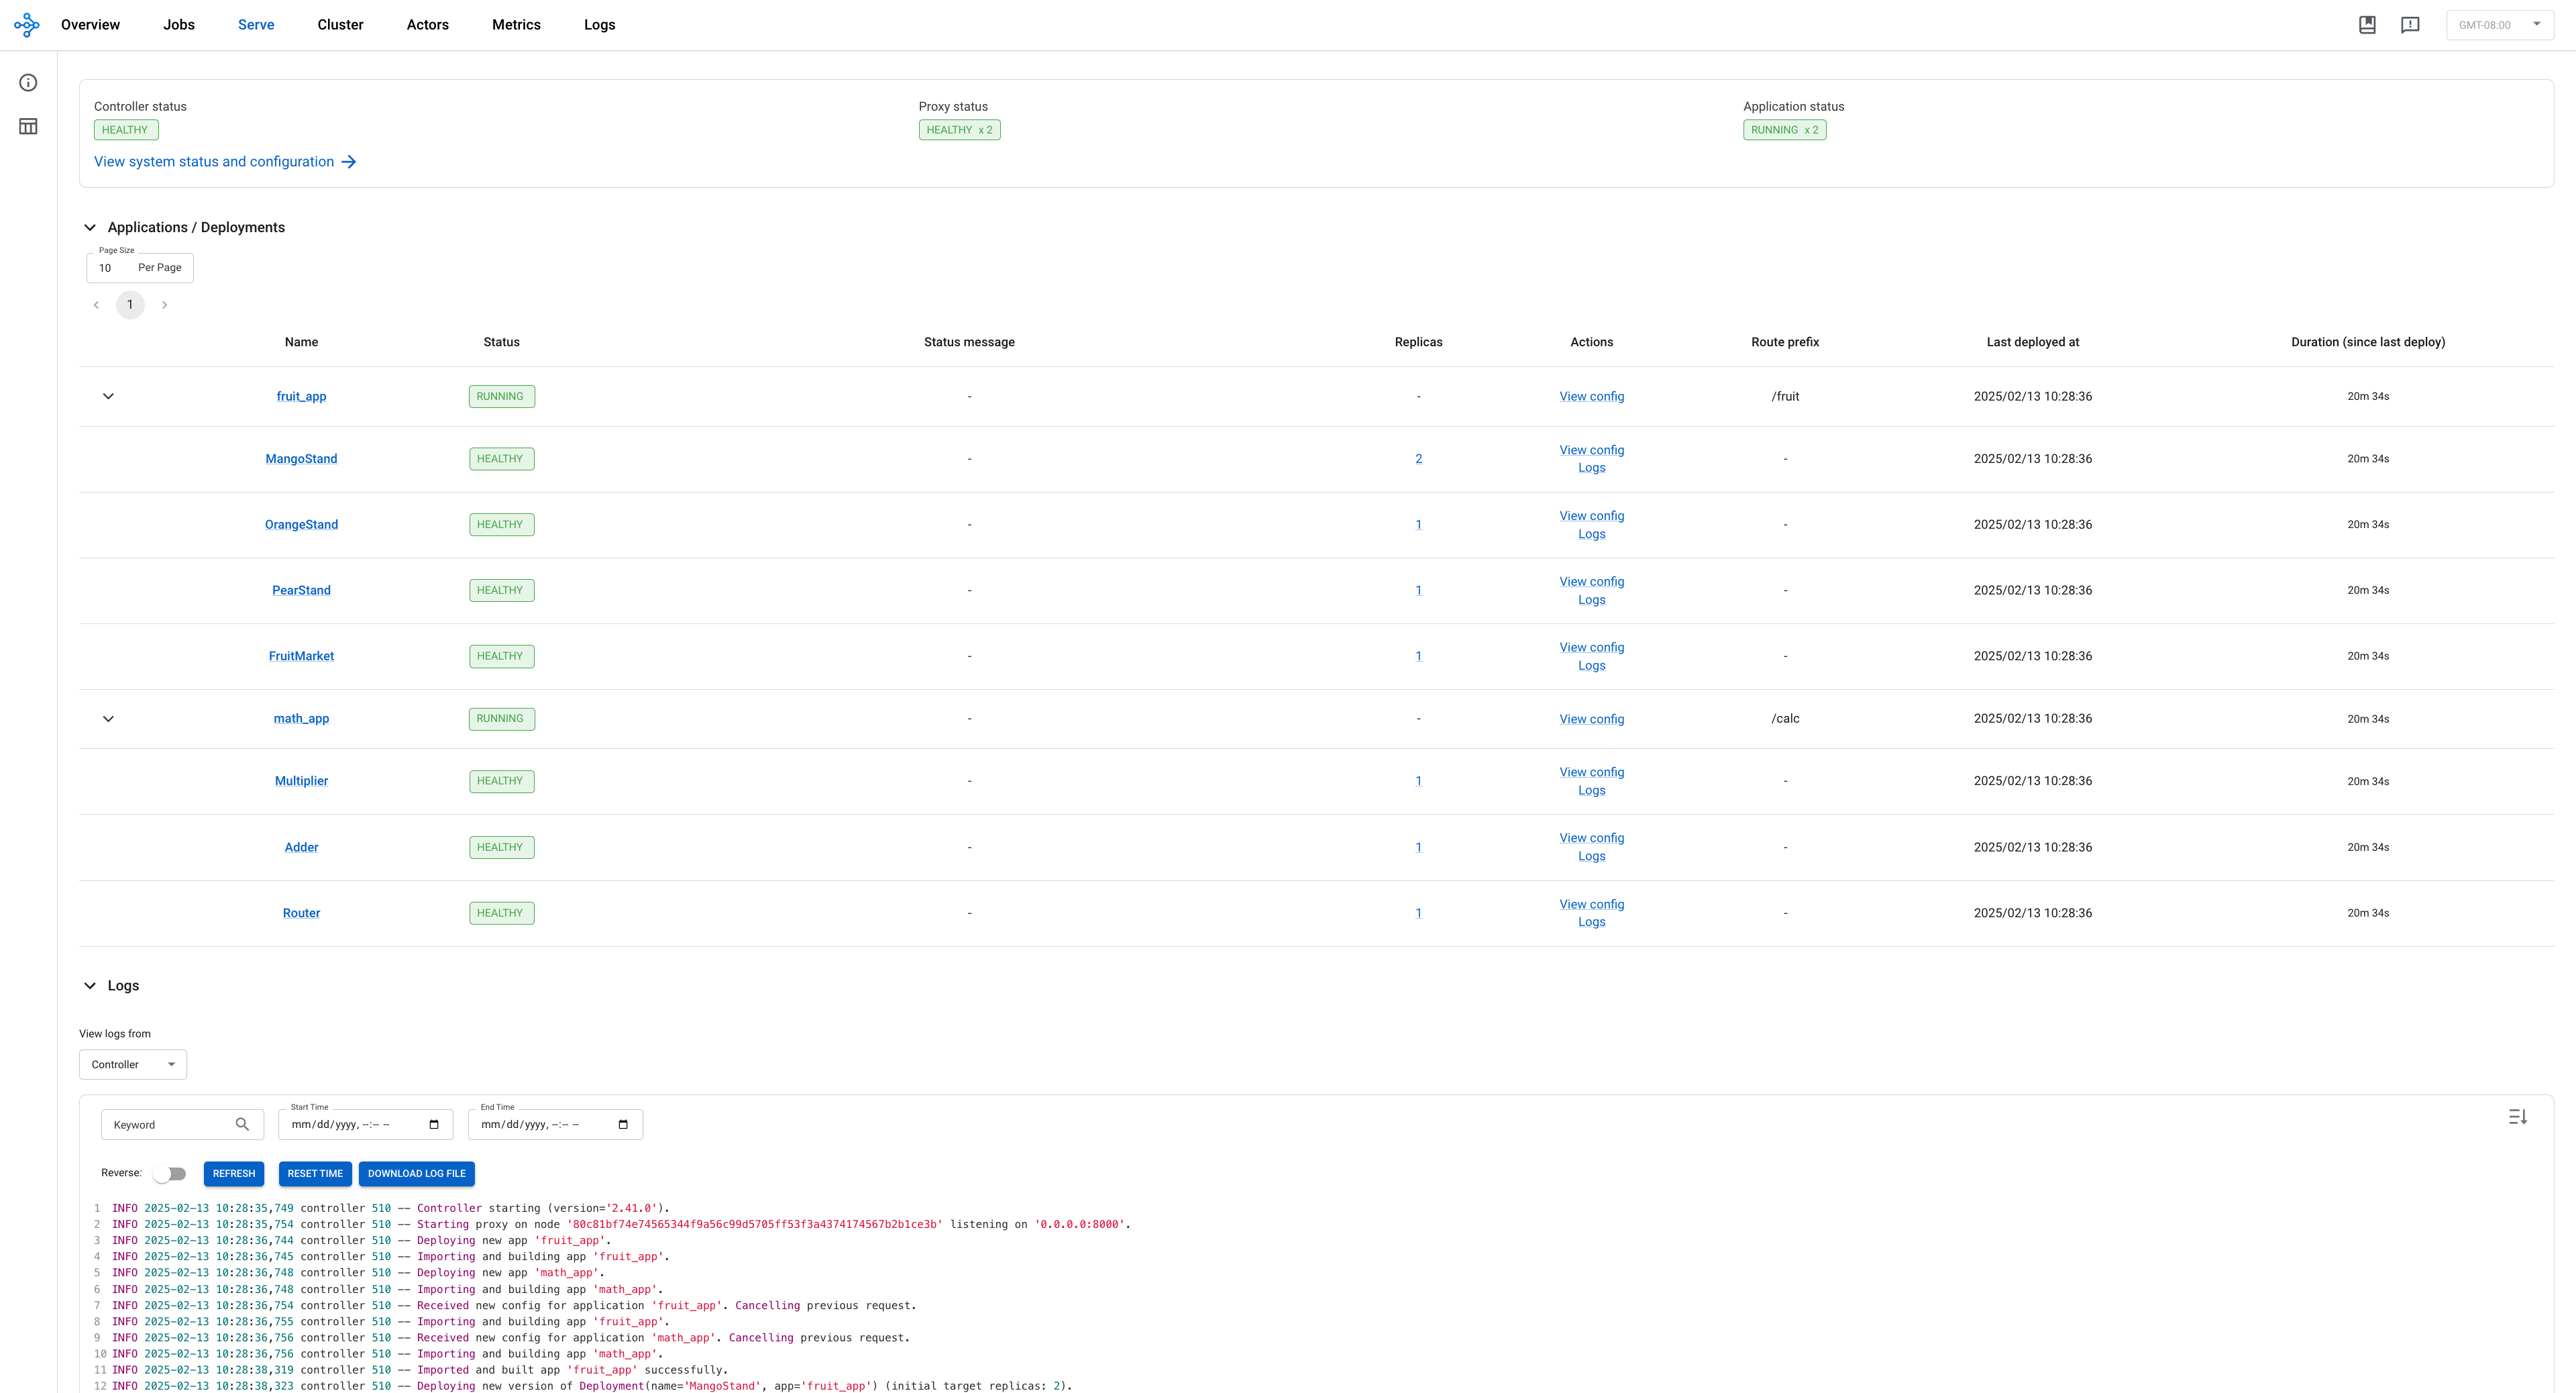 Overview Jobs Serve Cluster Actors Metrics Logs GMT-08:00
Controller status Proxy status Application status
HEALTHY HEALTHY x 2 RUNNING x 2
View system status and configuration
Applications / Deployments
Page Size
10 Per Page
1
Name Status Status message Replicas Actions Route prefix Last deployed at Duration (since last deploy)
fruit_app RUNNING - - View config /fruit 2025/02/13 10:28:36 20m 34s
MangoStand HEALTHY - 2 View config Logs - 2025/02/13 10:28:36 20m 34s
OrangeStand HEALTHY - 1 View config Logs - 2025/02/13 10:28:36 20m 34s
PearStand HEALTHY - 1 View config Logs - 2025/02/13 10:28:36 20m 34s
FruitMarket HEALTHY - 1 View config Logs - 2025/02/13 10:28:36 20m 34s
math_app RUNNING - - View config /calc 2025/02/13 10:28:36 20m 34s
Multiplier HEALTHY - 1 View config Logs - 2025/02/13 10:28:36 20m 34s
Adder HEALTHY - 1 View config Logs - 2025/02/13 10:28:36 20m 34s
Router HEALTHY - 1 View config Logs - 2025/02/13 10:28:36 20m 34s
Logs
View logs from
Controller
Start Time End Time
Keyword mm/dd/yyyy, --:-- -- mm/dd/yyyy, --:-- --
Reverse: REFRESH RESET TIME DOWNLOAD LOG FILE
1 INFO 2025-02-13 10:28:35,749 controller 510 -- Controller starting (version='2.41.0').
2 INFO 2025-02-13 10:28:35,754 controller 510 -- Starting proxy on node '80c81bf74e74565344f9a56c99d5705ff53f3a4374174567b2b1ce3b' listening on '0.0.0.0:8000'.
3 INFO 2025-02-13 10:28:36,744 controller 510 -- Deploying new app 'fruit_app'.
4 INFO 2025-02-13 10:28:36,745 controller 510 -- Importing and building app 'fruit_app'.
5 INFO 2025-02-13 10:28:36,748 controller 510 -- Deploying new app 'math_app'.
6 INFO 2025-02-13 10:28:36,748 controller 510 -- Importing and building app 'math_app'.
7 INFO 2025-02-13 10:28:36,754 controller 510 -- Received new config for application 'fruit_app'. Cancelling previous request.
8 INFO 2025-02-13 10:28:36,755 controller 510 -- Importing and building app 'fruit_app'.
9 INFO 2025-02-13 10:28:36,756 controller 510 -- Received new config for application 'math_app'. Cancelling previous request.
10 INFO 2025-02-13 10:28:36,756 controller 510 -- Importing and building app 'math_app'.
11 INFO 2025-02-13 10:28:38,319 controller 510 -- Imported and built app 'fruit_app' successfully.
12 INFO 2025-02-13 10:28:38,323 controller 510 -- Deploying new version of Deployment(name='MangoStand', app='fruit_app') (initial target replicas: 2).